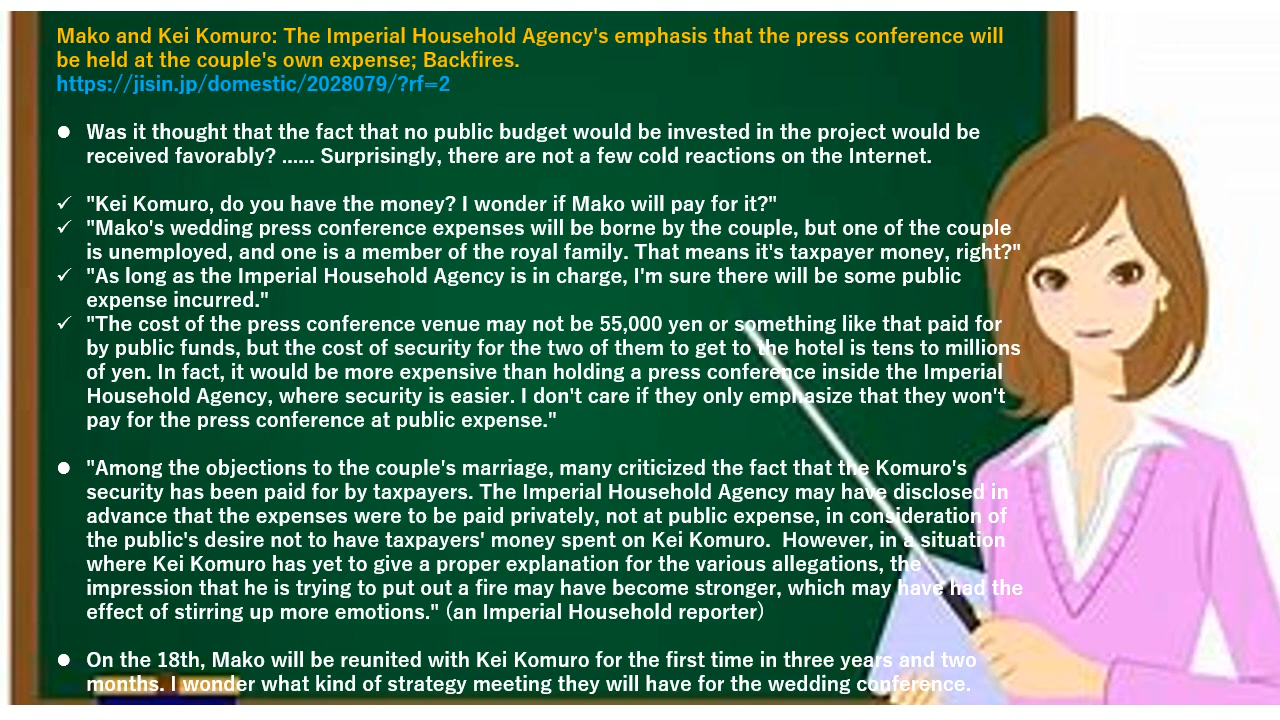 Mako and Kei Komuro: The Imperial Household Agency's emphasis that the press conference will
be held at the couple's own expense; Backfires.
https://jisin.jp/domestic/2028079/?rf=2
● Was it thought that the fact that no public budget would be invested in the project would be
received favorably? ...... Surprisingly, there are not a few cold reactions on the Internet.
✓ "Kei Komuro, do you have the money? I wonder if Mako will pay for it?"
✓ "Mako's wedding press conference expenses will be borne by the couple, but one of the couple
is unemployed, and one is a member of the royal family. That means it's taxpayer money, right?"
✓ "As long as the Imperial Household Agency is in charge, I'm sure there will be some public
expense incurred."
✓ "The cost of the press conference venue may not be 55,000 yen or something like that paid for
by public funds, but the cost of security for the two of them to get to the hotel is tens to millions
of yen. In fact, it would be more expensive than holding a press conference inside the Imperial
Household Agency, where security is easier. I don't care if they only emphasize that they won't
pay for the press conference at public expense."
● "Among the objections to the couple's marriage, many criticized the fact that the Komuro's
security has been paid for by taxpayers. The Imperial Household Agency may have disclosed in
advance that the expenses were to be paid privately, not at public expense, in consideration of
the public's desire not to have taxpayers' money spent on Kei Komuro.  However, in a situation
where Kei Komuro has yet to give a proper explanation for the various allegations, the
impression that he is trying to put out a fire may have become stronger, which may have had the
effect of stirring up more emotions." (an Imperial Household reporter)
● On the 18th, Mako will be reunited with Kei Komuro for the first time in three years and two
months. I wonder what kind of strategy meeting they will have for the wedding conference.